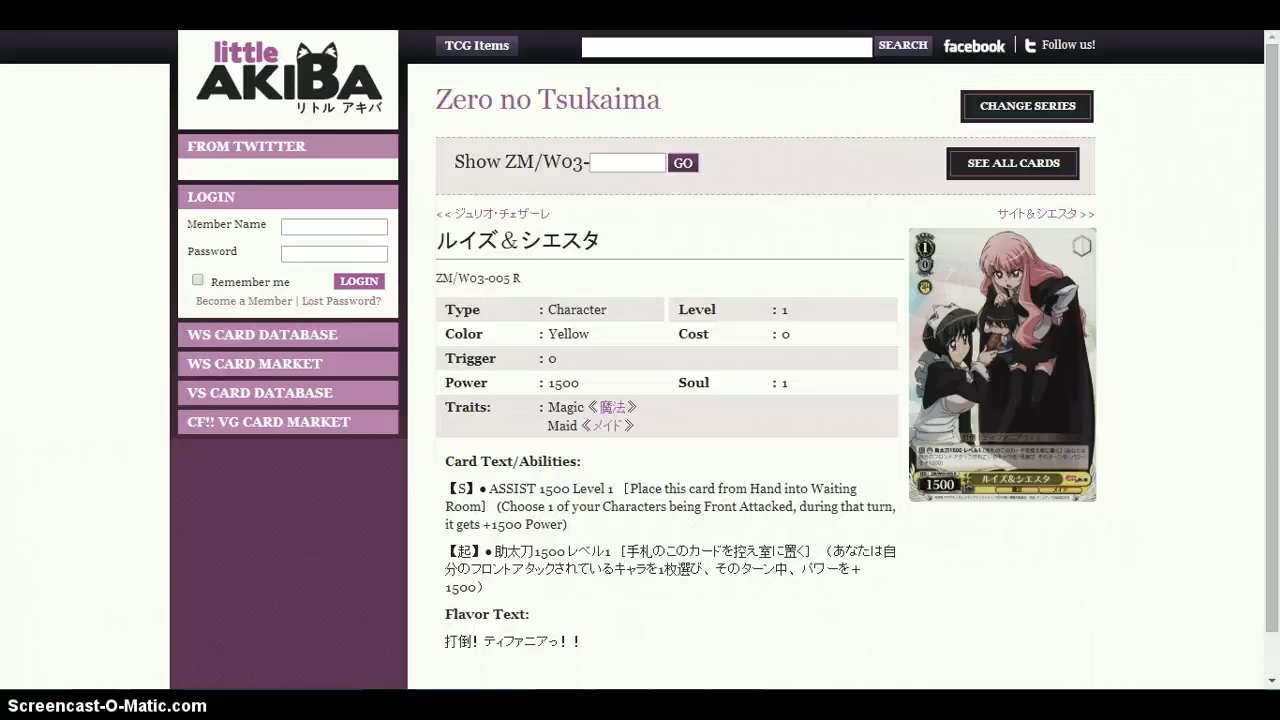 little
AKIBA
リトル アキバ
TCG Items
SEARCH
facebook
Follow us!
FROM TWITTER
LOGIN
Member Name
Password
Remember me
LOGIN
Become a Member | Lost Password?
WS CARD DATABASE
WS CARD MARKET
VS CARD DATABASE
CF!! VG CARD MARKET
Zero no Tsukaima
CHANGE SERIES
Show ZM/W03-
GO
SEE ALL CARDS
<< ジュリオ・チェザーレ
サイト&シエスタ >>
ルイズ&シエスタ
ZM/W03-005 R
Type : Character
Level : 1
Color : Yellow
Cost : 0
Trigger : 0
Power : 1500
Soul : 1
Traits: : Magic 《魔法》
Maid 《メイド》
Card Text/Abilities:
【S】● ASSIST 1500 Level 1 ［Place this card from Hand into Waiting
Room］ (Choose 1 of your Characters being Front Attacked, during that turn,
it gets +1500 Power)
【起】● 助太刀1500 レベル1 ［手札のこのカードを控え室に置く］ （あなたは自
分のフロントアタックされているキャラを1枚選び、そのターン中、パワーを＋
1500）
Flavor Text:
打倒！ティファニアっ！！
1
0
1500
ルイズ&シエスタ
Screencast-O-Matic.com